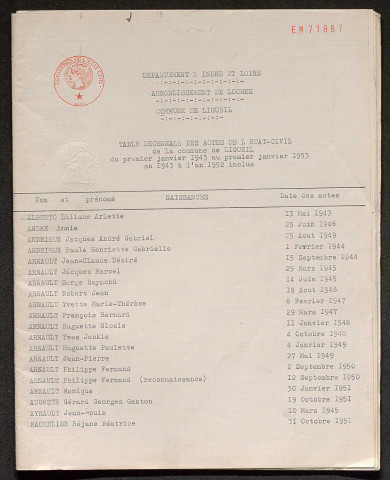 EM 71887
DEPARTEMENT D INDRE ET LOIRE
-:-:-:-:-:-:-:-:-:-:-
ARRONDISSEMENT DE LOCHES
-:-:-:-:-:-:-:-:-:-
COMMUNE DE LIGUEIL
-:-:-:-:-:-:-
TABLE DECENNALE DES ACTES DE L ETAT-CIVIL
de la commune de LIGUEIL
du premier janvier 1943 au premier janvier 1953
an 1943 à l'an 1952 inclus
Nom et prénoms NAISSANCES Date des actes
ALBERTO Liliane Arlette 23 Mai 1943
ANDRE Annie 25 Juin 1946
ANDRIEUX Jacques André Gabriel 25 Aout 1949
ANDRIEUX Paule Henriette Gabrielle 1 Février 1944
ARNAULT Jean-Claude Désiré 15 Septembre 1944
ARNAULT Jacques Marcel 29 Mars 1945
ARNAULT Serge Raymond 14 Juin 1945
ARNAULT Robert Jean 19 Aout 1946
ARNAULT Yvette Marie-Thérèse 6 Février 1947
ARNAULT François Bernard 29 Mars 1947
ARNAULT Huguette Nicole 11 Janvier 1948
ARNAULT Yves Jackie 4 Octobre 1948
ARNAULT Huguette Paulette 4 Janvier 1949
ARNAULT Jean-Pierre 27 Mai 1949
ARNAULT Philippe Fernand 2 Septembre 1950
ARNAULT Philippe Fernand (reconnaissance) 12 Septembre 1950
ARNAULT Monique 30 Janvier 1951
AUGUSTE Gérard Georges Gaston 19 Octobre 1951
AYRAULT Jean-Louis 20 Mars 1945
BACHELIER Réjane Béatrice 31 Octobre 1951